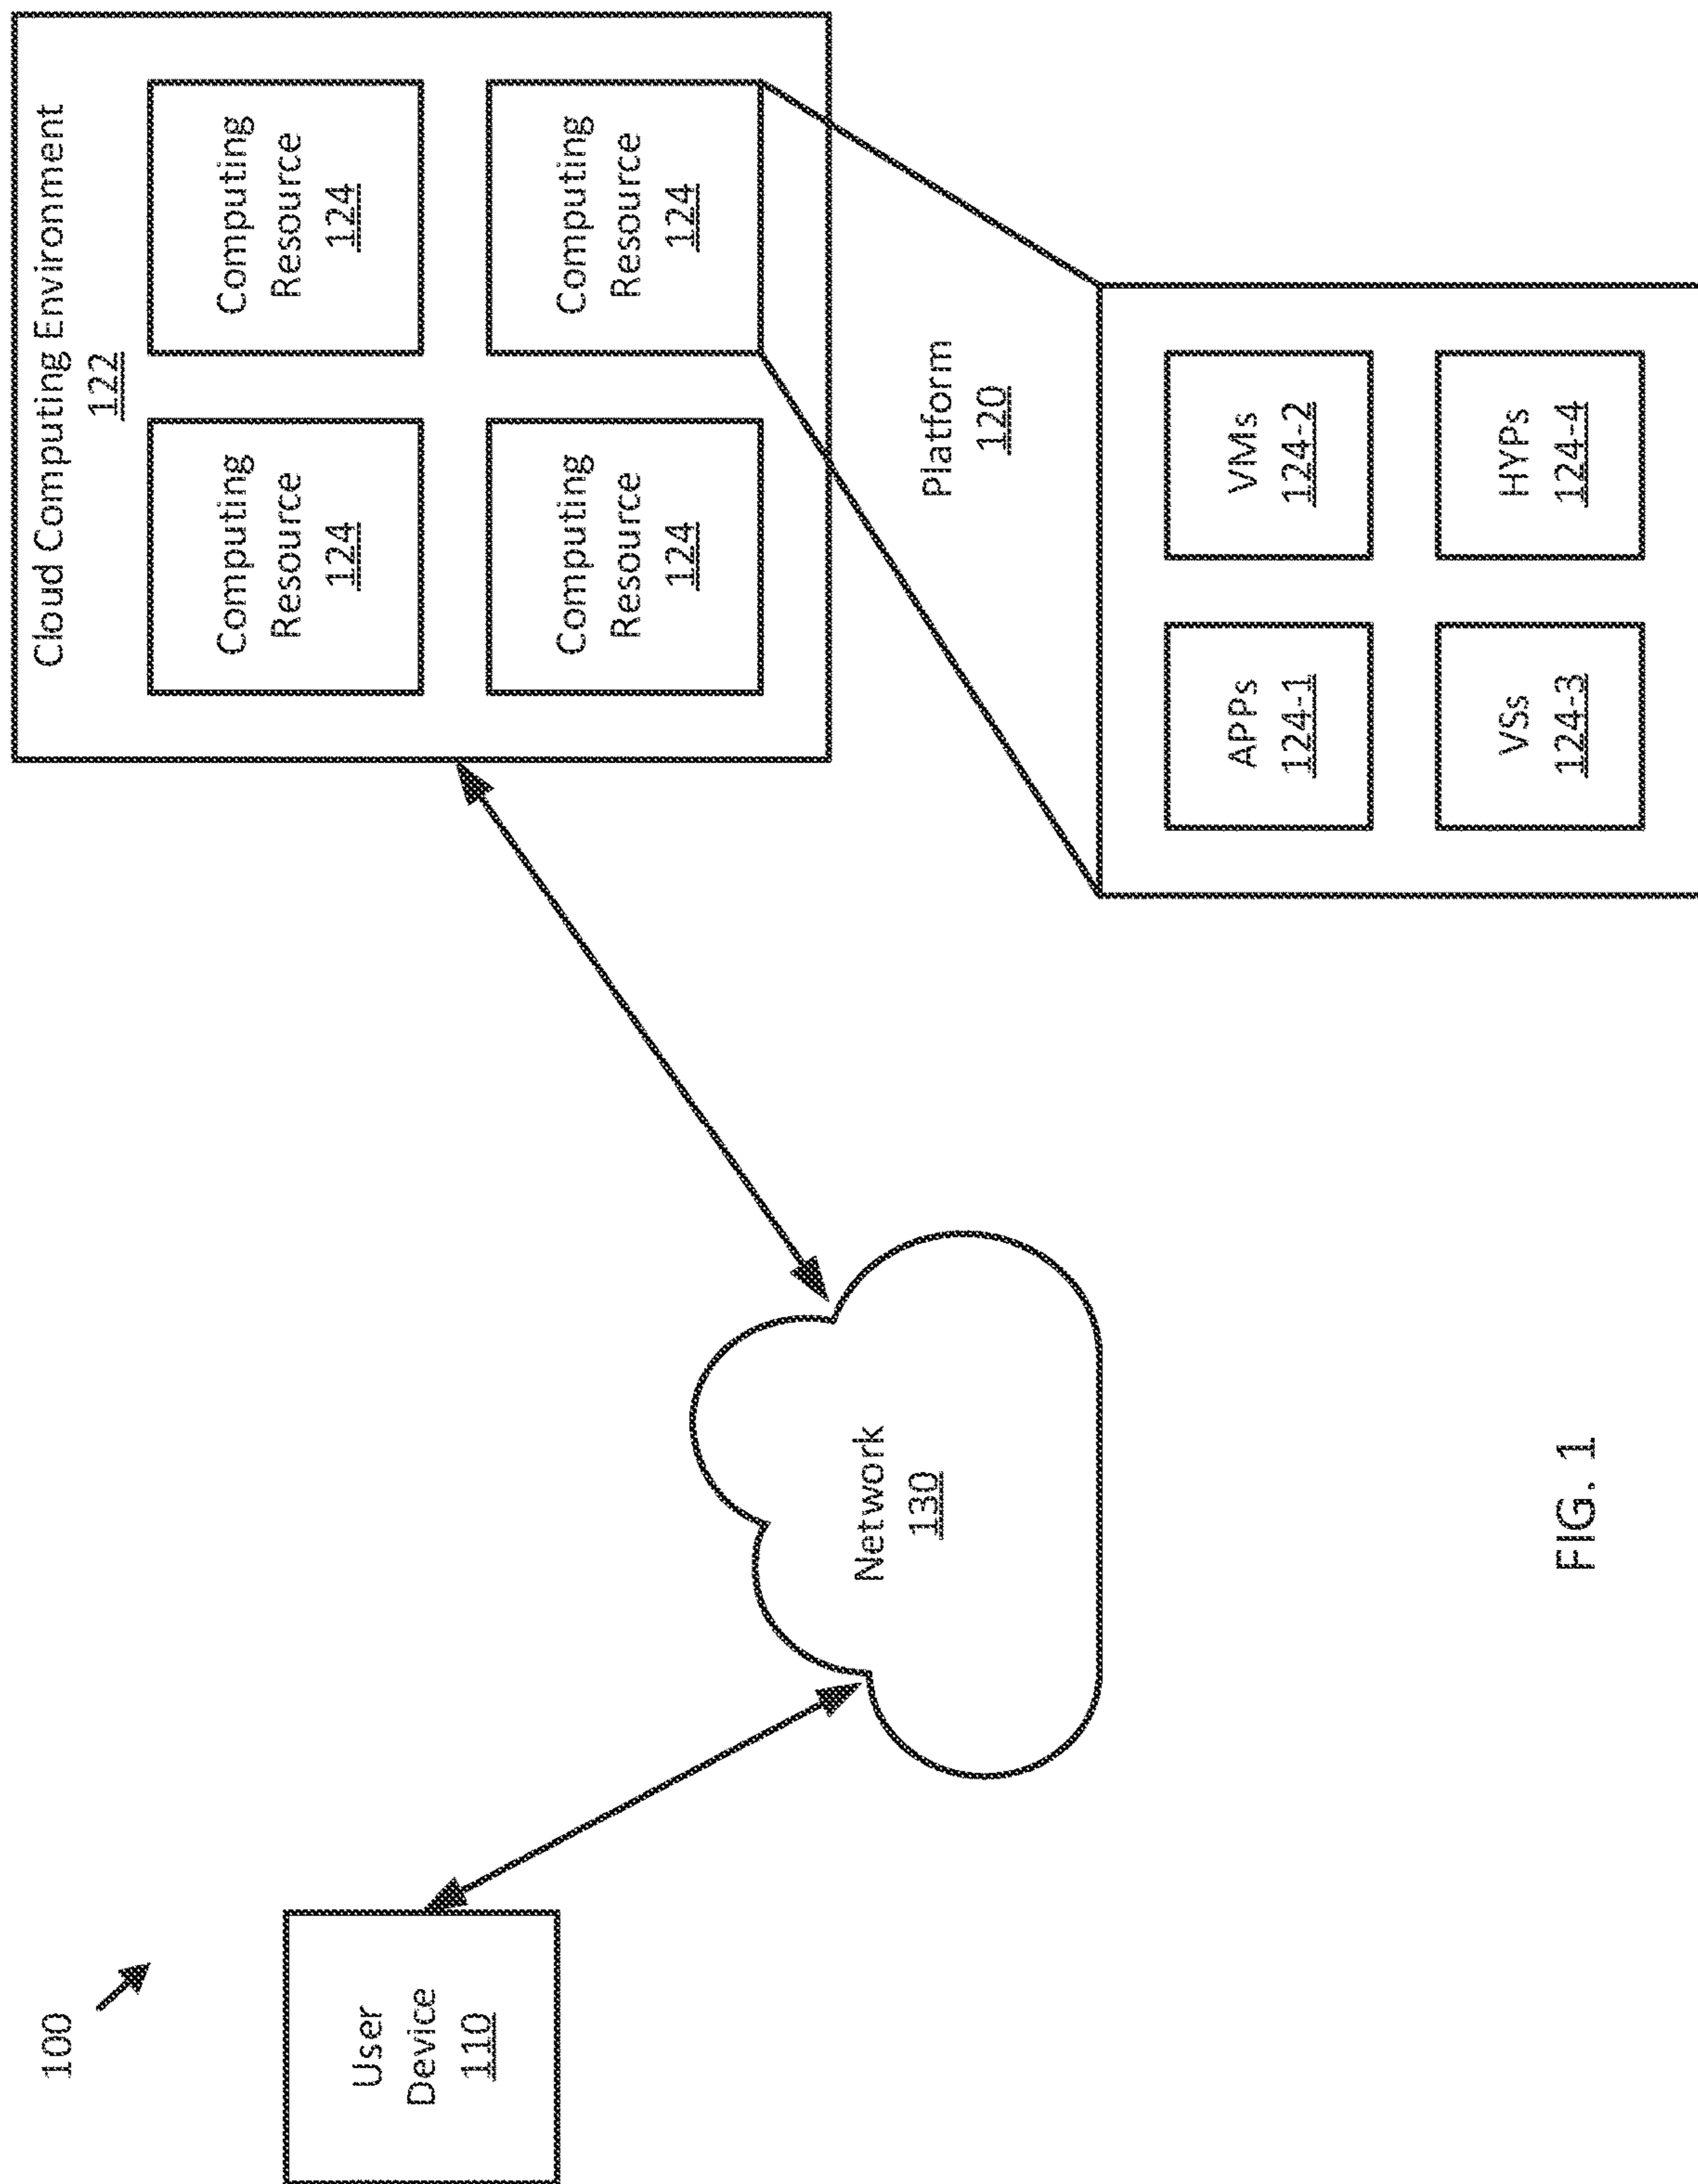 100
User
Device
110
Network
130
Cloud Computing Environment
122
Computing
Resource
124
Computing
Resource
124
Computing
Resource
124
Computing
Resource
124
Platform
120
APPs
124-1
VMs
124-2
VSs
124-3
HYPs
124-4
FIG. 1